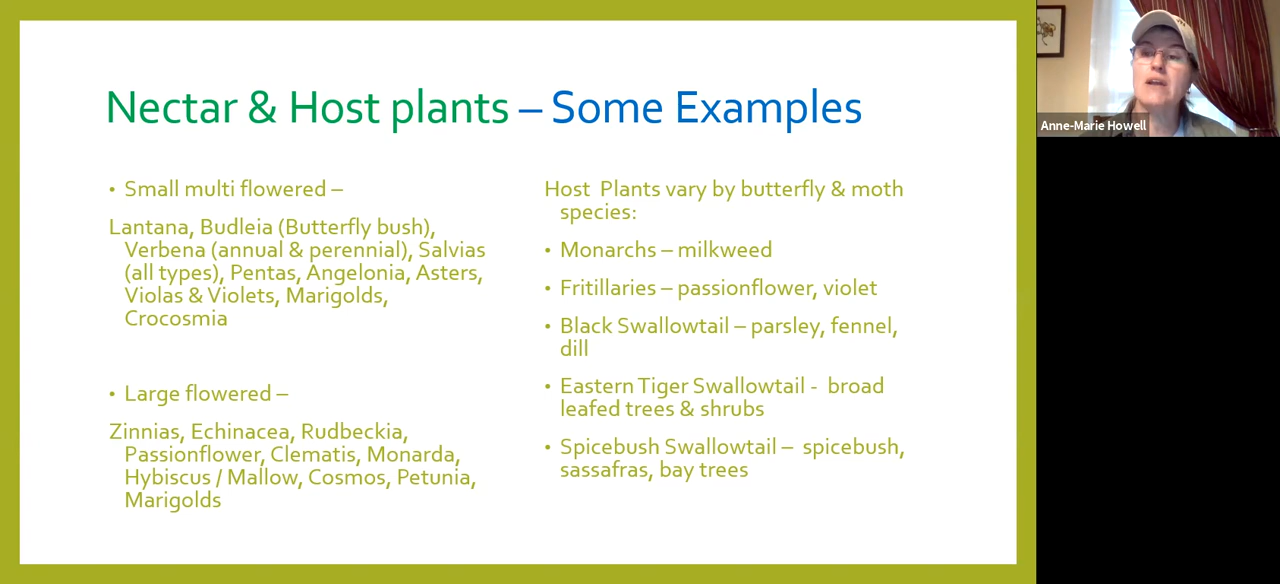 Nectar & Host plants – Some Examples
• Small multi flowered –
Lantana, Budleia (Butterfly bush),
Verbena (annual & perennial), Salvias
(all types), Pentas, Angelonia, Asters,
Violas & Violets, Marigolds,
Crocosmia
• Large flowered –
Zinnias, Echinacea, Rudbeckia,
Passionflower, Clematis, Monarda,
Hybiscus / Mallow, Cosmos, Petunia,
Marigolds
Host Plants vary by butterfly & moth
species:
• Monarchs – milkweed
• Fritillaries – passionflower, violet
• Black Swallowtail – parsley, fennel,
dill
• Eastern Tiger Swallowtail - broad
leafed trees & shrubs
• Spicebush Swallowtail – spicebush,
sassafras, bay trees
Anne-Marie Howell